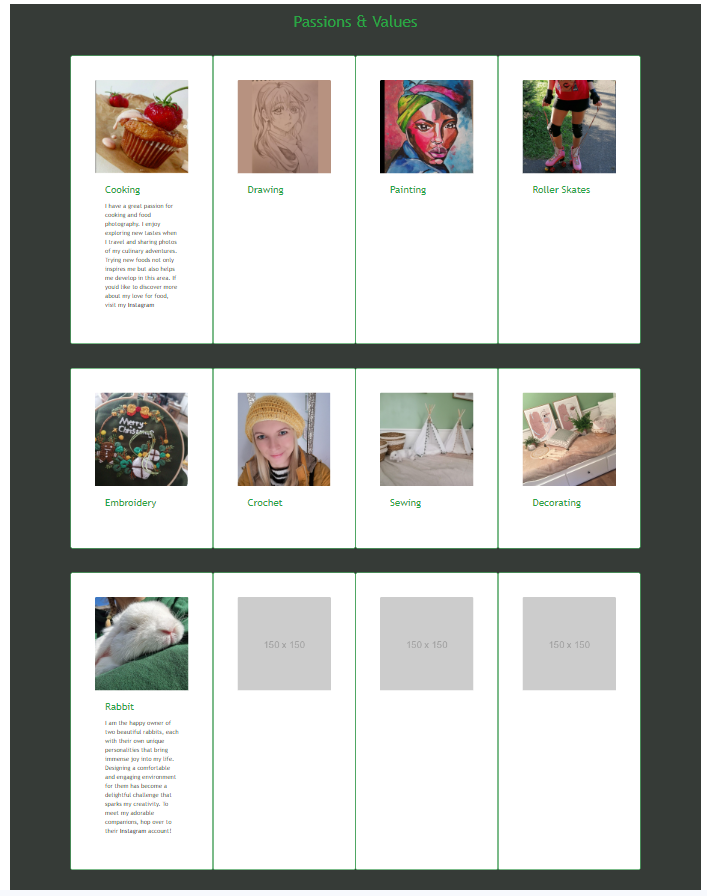 Passions & Values
Cooking
I have a great passion for
cooking and food
photography. I enjoy
exploring new tastes when
I travel and sharing photos
of my culinary adventures.
Trying new foods not only
inspires me but also helps
me develop in this area. If
you'd like to discover more
about my love for food,
visit my Instagram
Drawing
Painting
Roller Skates
Merry
Christmas
Embroidery
Crochet
Sewing
Decorating
150 x 150
150 x 150
150 x 150
Rabbit
I am the happy owner of
two beautiful rabbits, each
with their own unique
personalities that bring
immense joy into my life.
Designing a comfortable
and engaging environment
for them has become a
delightful challenge that
sparks my creativity. To
meet my adorable
companions, hop over to
their Instagram account!